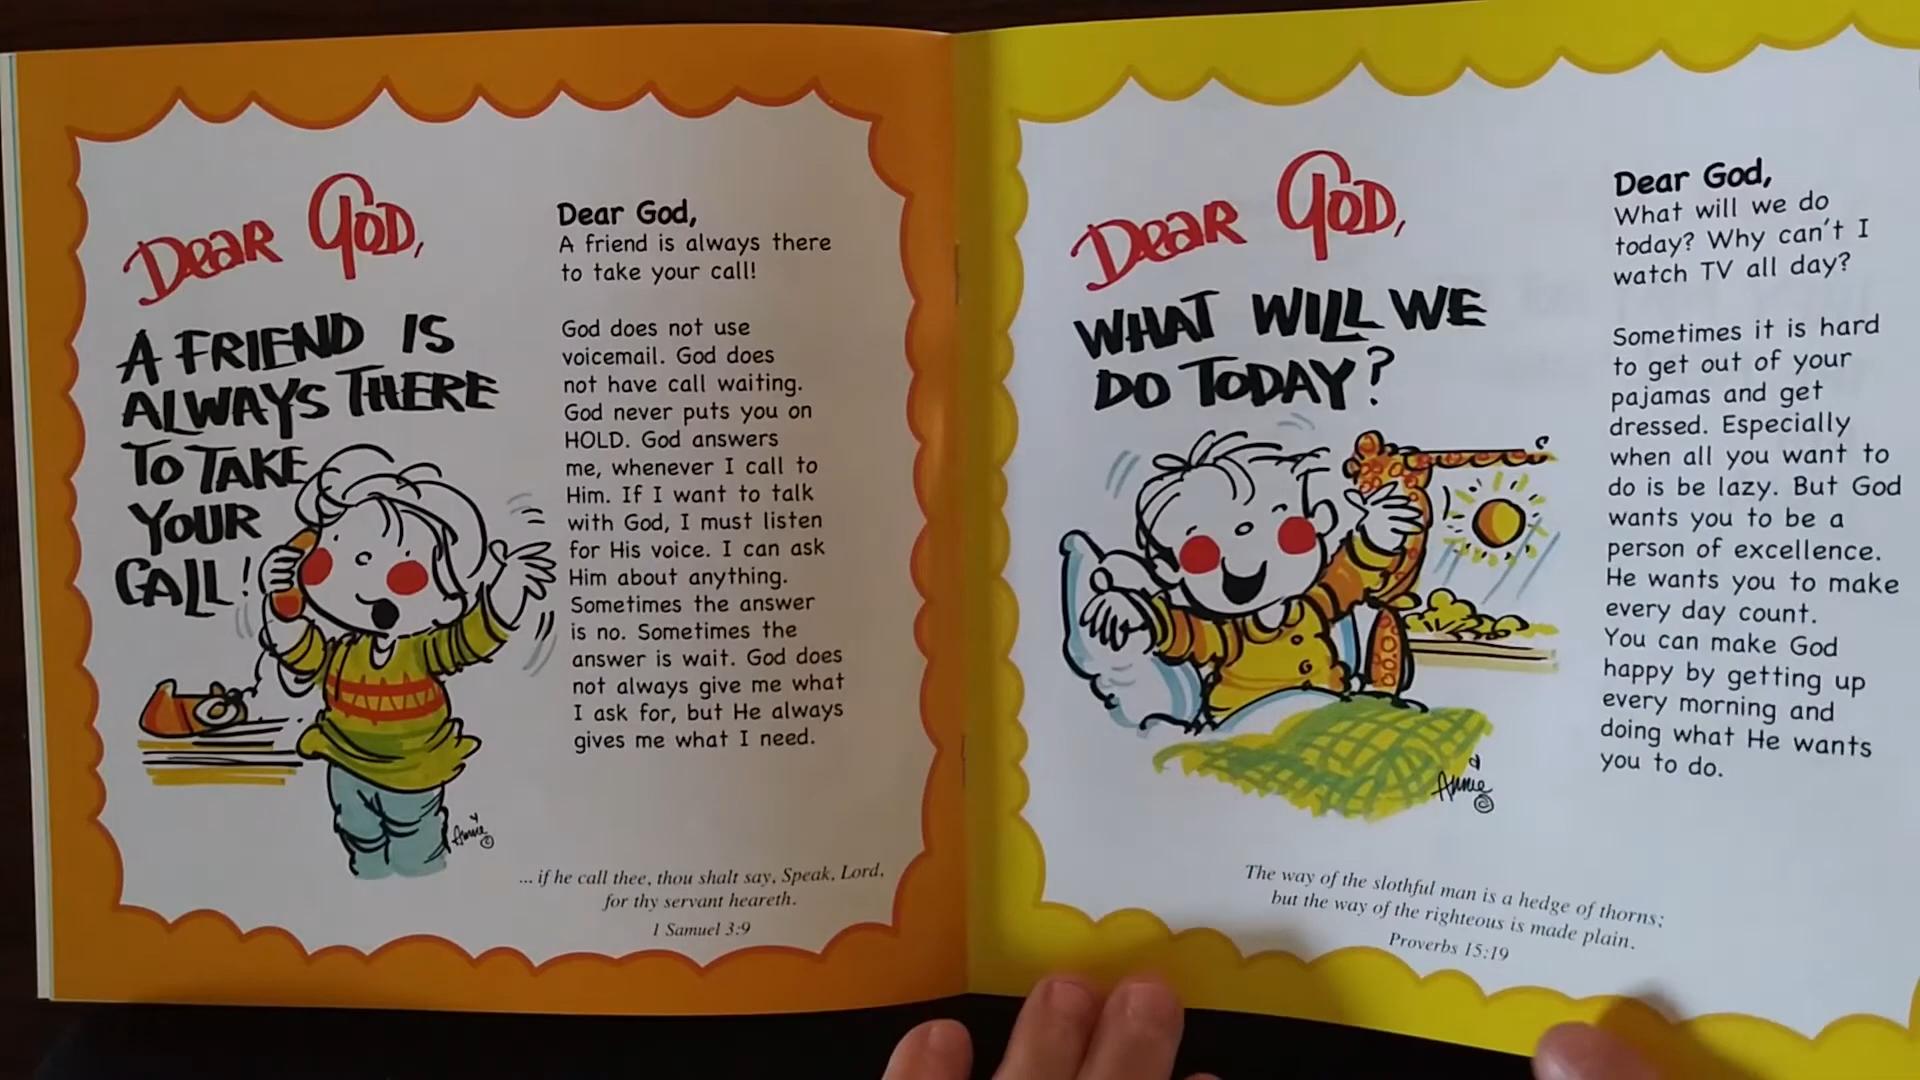 Dear God,
A FRIEND IS
ALWAYS THERE
TO TAKE
YOUR
CALL!
Annie ©
Dear God,
A friend is always there
to take your call!
God does not use
voicemail. God does
not have call waiting.
God never puts you on
HOLD. God answers
me, whenever I call to
Him. If I want to talk
with God, I must listen
for His voice. I can ask
Him about anything.
Sometimes the answer
is no. Sometimes the
answer is wait. God does
not always give me what
I ask for, but He always
gives me what I need.
... if he call thee, thou shalt say, Speak, Lord,
for thy servant heareth.
1 Samuel 3:9
Dear God,
WHAT WILL WE
DO TODAY?
Annie ©
Dear God,
What will we do
today? Why can't I
watch TV all day?
Sometimes it is hard
to get out of your
pajamas and get
dressed. Especially
when all you want to
do is be lazy. But God
wants you to be a
person of excellence.
He wants you to make
every day count.
You can make God
happy by getting up
every morning and
doing what He wants
you to do.
The way of the slothful man is a hedge of thorns;
but the way of the righteous is made plain.
Proverbs 15:19